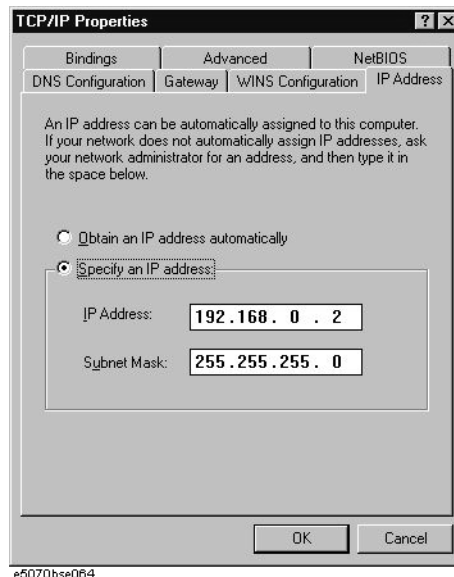 TCP/IP Properties
Bindings Advanced NetBIOS
DNS Configuration Gateway WINS Configuration IP Address
An IP address can be automatically assigned to this computer.
If your network does not automatically assign IP addresses, ask
your network administrator for an address, and then type it in
the space below.
Obtain an IP address automatically
Specify an IP address:
IP Address: 192.168. 0 . 2
Subnet Mask: 255.255.255. 0
OK Cancel
e5070bse064